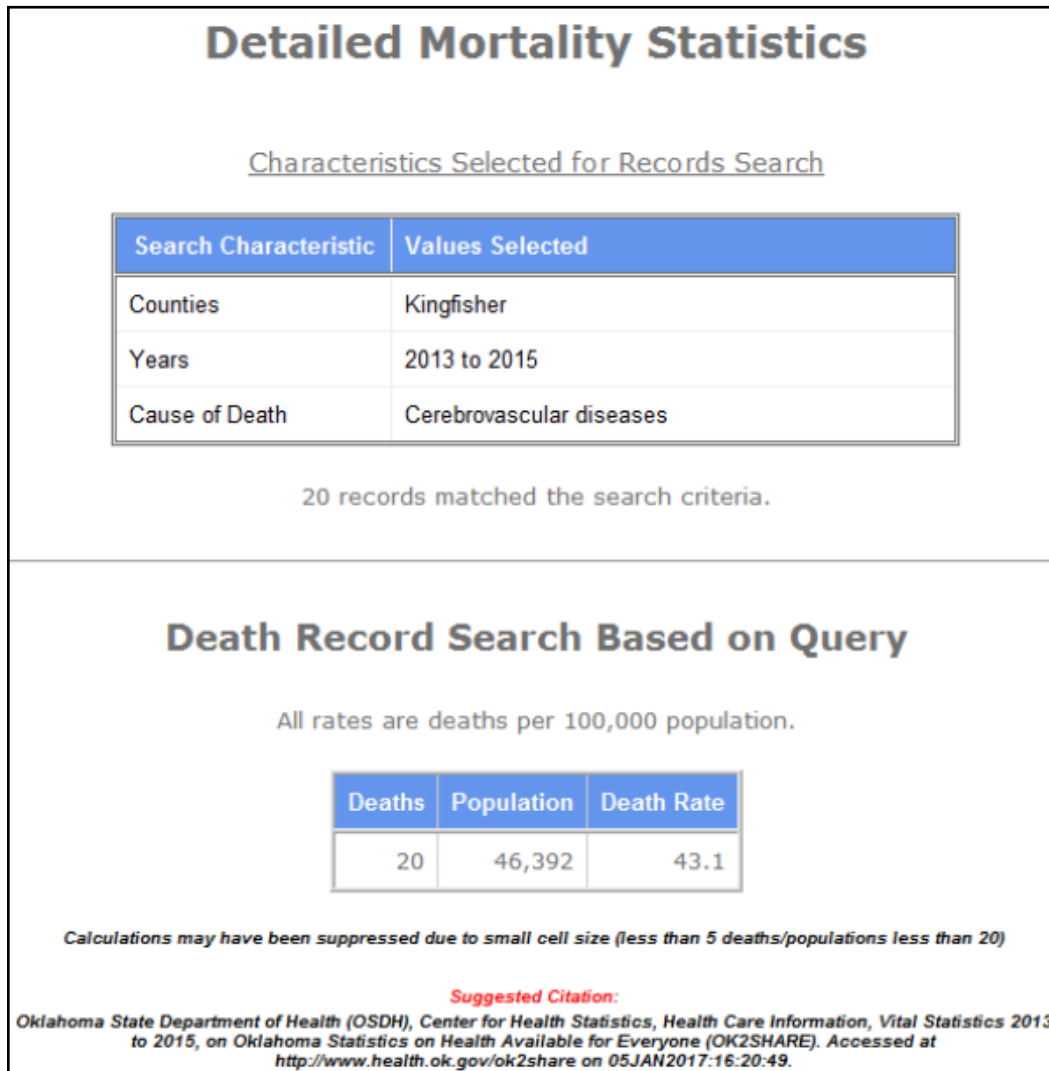 Detailed Mortality Statistics
Characteristics Selected for Records Search
Search Characteristic Values Selected
Counties Kingfisher
Years 2013 to 2015
Cause of Death Cerebrovascular diseases
20 records matched the search criteria.
Death Record Search Based on Query
All rates are deaths per 100,000 population.
Deaths Population Death Rate
20 46,392 43.1
Calculations may have been suppressed due to small cell size (less than 5 deaths/populations less than 20)
Suggested Citation:
Oklahoma State Department of Health (OSDH), Center for Health Statistics, Health Care Information, Vital Statistics 2013
to 2015, on Oklahoma Statistics on Health Available for Everyone (OK2SHARE). Accessed at
http://www.health.ok.gov/ok2share on 05JAN2017:16:20:49.